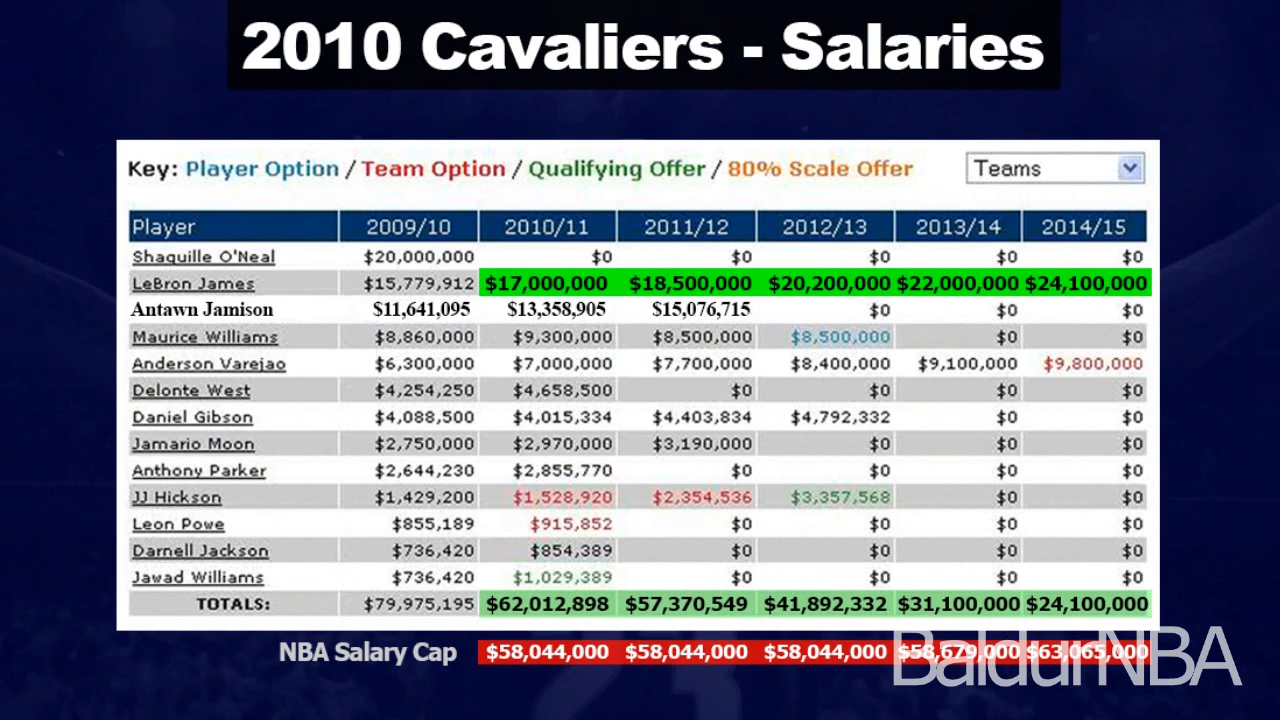 2010 Cavaliers - Salaries
Key: Player Option / Team Option / Qualifying Offer / 80% Scale Offer Teams
Player 2009/10 2010/11 2011/12 2012/13 2013/14 2014/15
Shaquille O'Neal $20,000,000 $0 $0 $0 $0 $0
LeBron James $15,779,912 $17,000,000 $18,500,000 $20,200,000 $22,000,000 $24,100,000
Antawn Jamison $11,641,095 $13,358,905 $15,076,715 $0 $0 $0
Maurice Williams $8,860,000 $9,300,000 $8,500,000 $8,500,000 $0 $0
Anderson Varejao $6,300,000 $7,000,000 $7,700,000 $8,400,000 $9,100,000 $9,800,000
Delonte West $4,254,250 $4,658,500 $0 $0 $0 $0
Daniel Gibson $4,088,500 $4,015,334 $4,403,834 $4,792,332 $0 $0
Jamario Moon $2,750,000 $2,970,000 $3,190,000 $0 $0 $0
Anthony Parker $2,644,230 $2,855,770 $0 $0 $0 $0
JJ Hickson $1,429,200 $1,528,920 $2,354,536 $3,357,568 $0 $0
Leon Powe $855,189 $915,852 $0 $0 $0 $0
Darnell Jackson $736,420 $854,389 $0 $0 $0 $0
Jawad Williams $736,420 $1,029,389 $0 $0 $0 $0
TOTALS: $79,975,195 $62,012,898 $57,370,549 $41,892,332 $31,100,000 $24,100,000
NBA Salary Cap $58,044,000 $58,044,000 $58,044,000 $58,679,000 $63,065,000
BaldurNBA